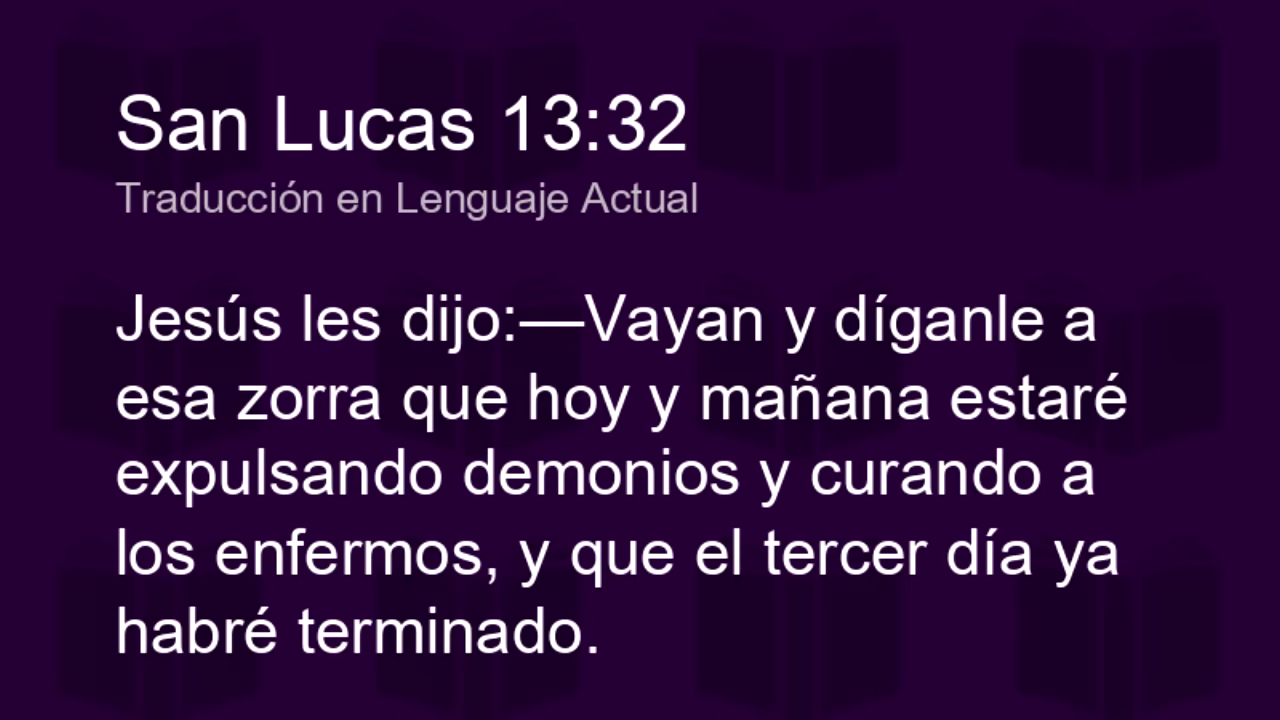 San Lucas 13:32
Traducción en Lenguaje Actual
Jesús les dijo:—Vayan y díganle a
esa zorra que hoy y mañana estaré
expulsando demonios y curando a
los enfermos, y que el tercer día ya
habré terminado.